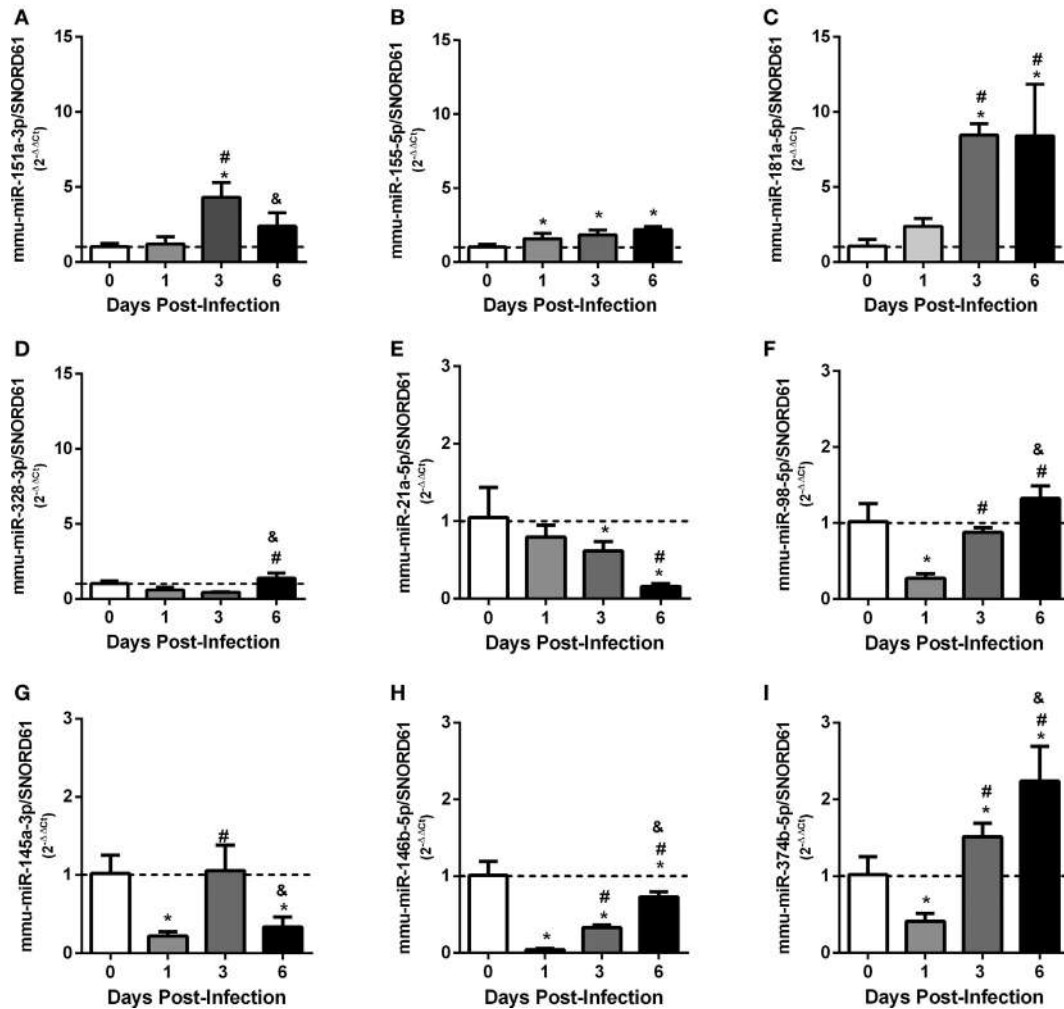 A
mmu-miR-151a-3p/SNORD61
(2-ΔΔCt)
15
10
5
0
#
*
&
0 1 3 6
Days Post-Infection
B
mmu-miR-155-5p/SNORD61
(2-ΔΔCt)
15
10
5
0
* * *
0 1 3 6
Days Post-Infection
C
mmu-miR-181a-5p/SNORD61
(2-ΔΔCt)
15
10
5
0
# #
* *
0 1 3 6
Days Post-Infection
D
mmu-miR-328-3p/SNORD61
(2-ΔΔCt)
15
10
5
0
&
#
0 1 3 6
Days Post-Infection
E
mmu-miR-21a-5p/SNORD61
(2-ΔΔCt)
3
2
1
0
*
#
*
0 1 3 6
Days Post-Infection
F
mmu-miR-98-5p/SNORD61
(2-ΔΔCt)
3
2
1
0
&
# #
*
0 1 3 6
Days Post-Infection
G
mmu-miR-145a-3p/SNORD61
(2-ΔΔCt)
3
2
1
0
#
&
* *
0 1 3 6
Days Post-Infection
H
mmu-miR-146b-5p/SNORD61
(2-ΔΔCt)
3
2
1
0
&
#
*
#
*
*
0 1 3 6
Days Post-Infection
I
mmu-miR-374b-5p/SNORD61
(2-ΔΔCt)
3
2
1
0
&
#
*
#
*
*
0 1 3 6
Days Post-Infection